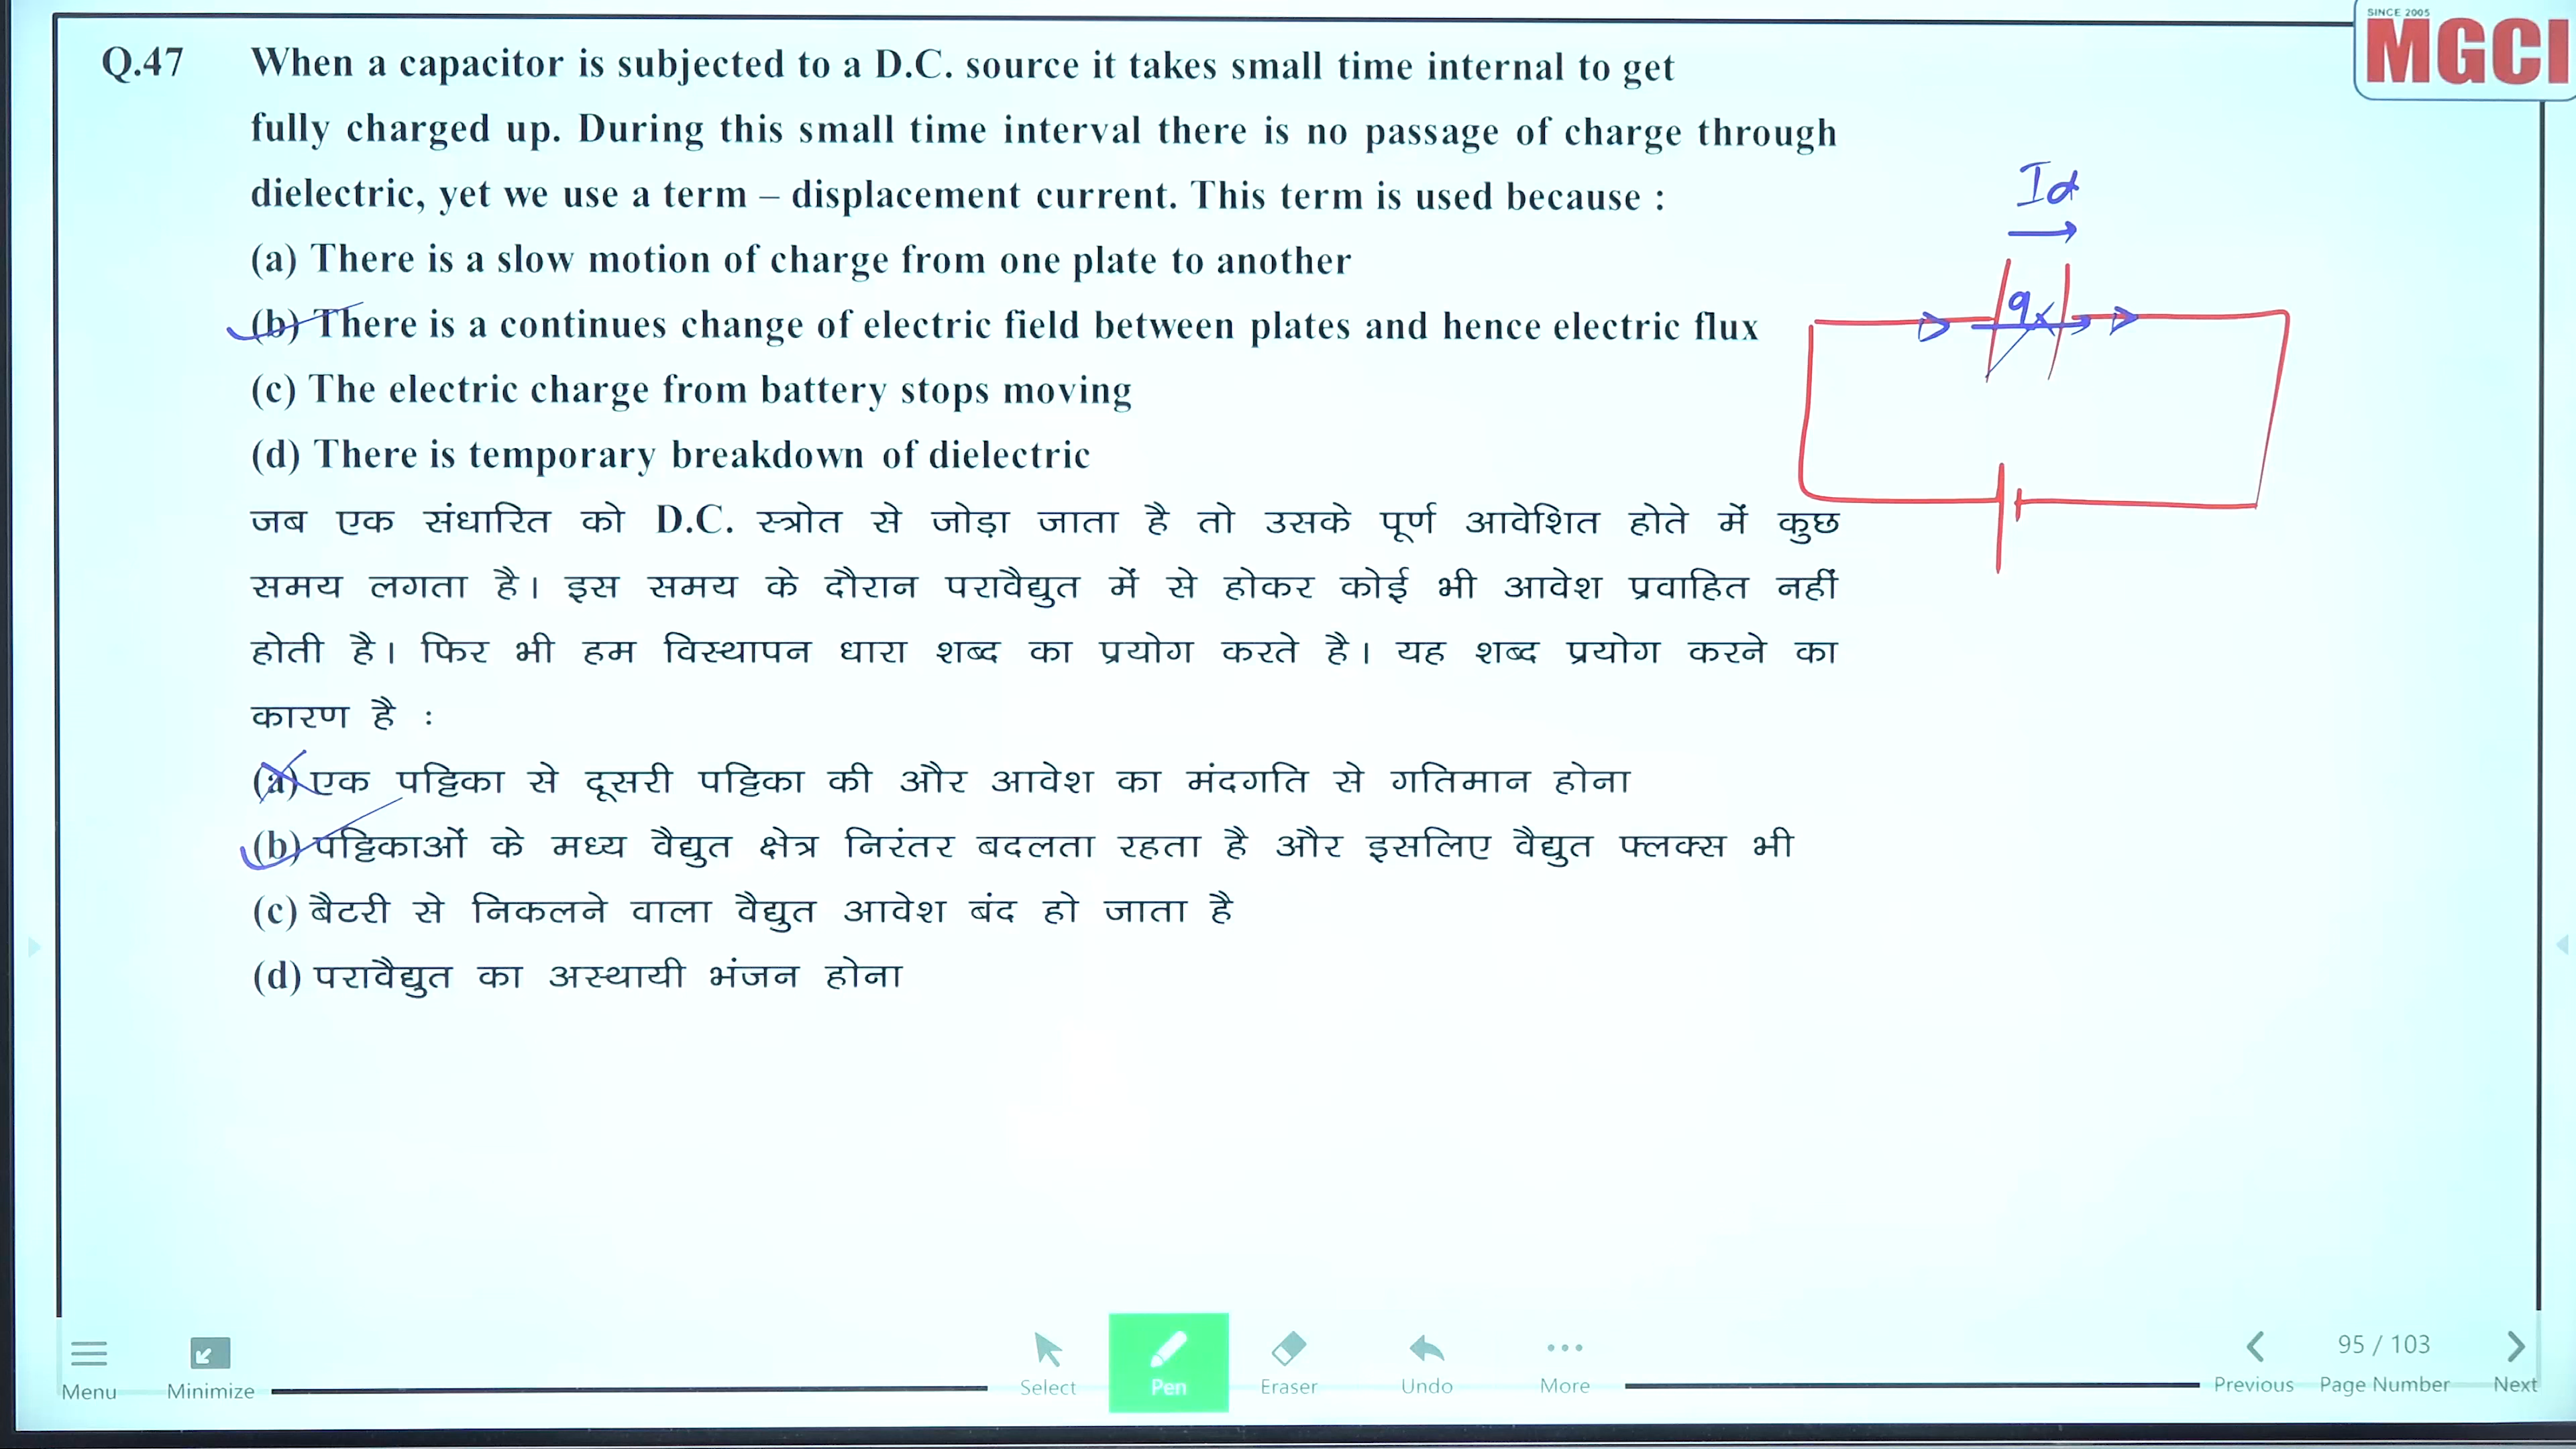 SINCE 2005
MGCI
Q.47 When a capacitor is subjected to a D.C. source it takes small time internal to get
fully charged up. During this small time interval there is no passage of charge through
dielectric, yet we use a term – displacement current. This term is used because :
(a) There is a slow motion of charge from one plate to another
(b) There is a continues change of electric field between plates and hence electric flux
(c) The electric charge from battery stops moving
(d) There is temporary breakdown of dielectric
जब एक संधारित को D.C. स्त्रोत से जोड़ा जाता है तो उसके पूर्ण आवेशित होते में कुछ
समय लगता है। इस समय के दौरान परावैद्युत में से होकर कोई भी आवेश प्रवाहित नहीं
होती है। फिर भी हम विस्थापन धारा शब्द का प्रयोग करते है। यह शब्द प्रयोग करने का
कारण है :
(a) एक पट्टिका से दूसरी पट्टिका की और आवेश का मंदगति से गतिमान होना
(b) पट्टिकाओं के मध्य वैद्युत क्षेत्र निरंतर बदलता रहता है और इसलिए वैद्युत फ्लक्स भी
(c) बैटरी से निकलने वाला वैद्युत आवेश बंद हो जाता है
(d) परावैद्युत का अस्थायी भंजन होना
Id
q
Menu Minimize Select Pen Eraser Undo More Previous 95 / 103 Page Number Next